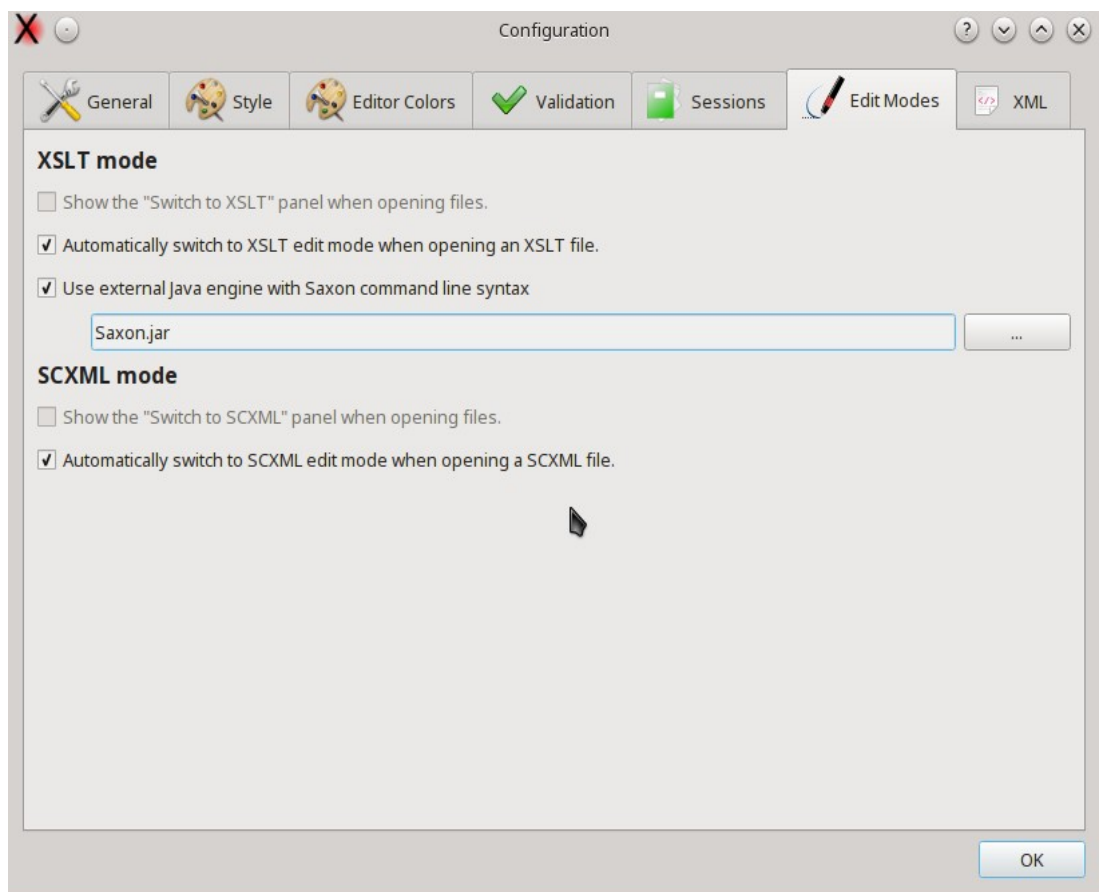 Configuration
General
Style
Editor Colors
Validation
Sessions
Edit Modes
XML
XSLT mode
Show the "Switch to XSLT" panel when opening files.
Automatically switch to XSLT edit mode when opening an XSLT file.
Use external Java engine with Saxon command line syntax
Saxon.jar
...
SCXML mode
Show the "Switch to SCXML" panel when opening files.
Automatically switch to SCXML edit mode when opening a SCXML file.
OK